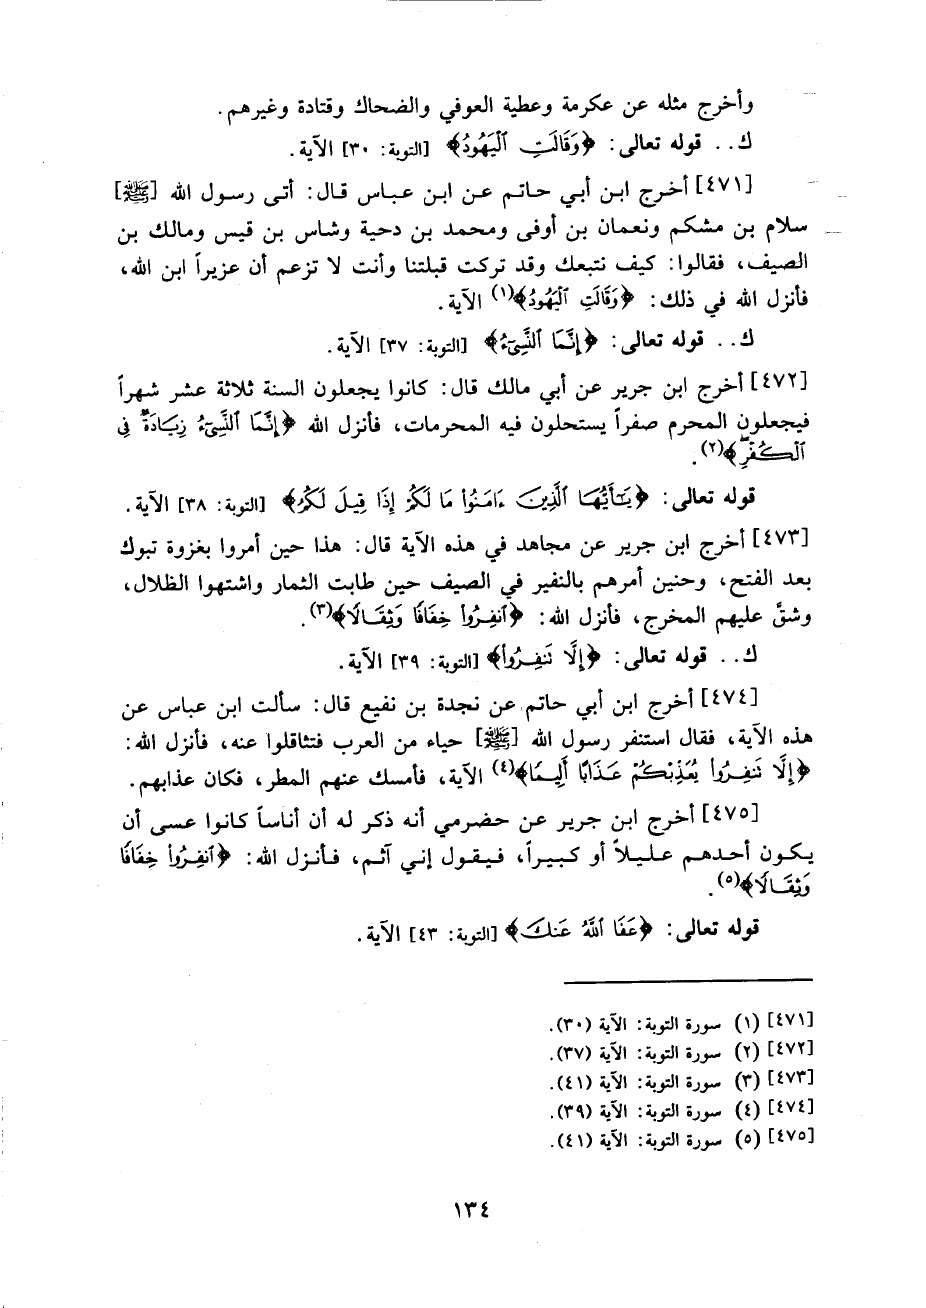 وأخرج مثله عن عكرمة وعطية العوفي والضحاك وقتادة وغيرهم.
ك.. قوله تعالى: ﴿وَقَالَتِ ٱلْيَهُودُ﴾ [التوبة: ٣٠] الآية.
[٤٧١] أخرج ابن أبي حاتم عن ابن عباس قال: أتى رسول الله [ﷺ]
سلام بن مشكم ونعمان بن أوفى ومحمد بن دحية وشاس بن قيس ومالك بن
الصيف، فقالوا: كيف نتبعك وقد تركت قبلتنا وأنت لا تزعم أن عزيراً ابن الله،
فأنزل الله في ذلك: ﴿وَقَالَتِ ٱلْيَهُودُ﴾(١) الآية.
ك.. قوله تعالى: ﴿إِنَّمَا ٱلنَّسِىٓءُ﴾ [التوبة: ٣٧] الآية.
[٤٧٢] أخرج ابن جرير عن أبي مالك قال: كانوا يجعلون السنة ثلاثة عشر شهراً
فيجعلون المحرم صفراً يستحلون فيه المحرمات، فأنزل الله ﴿إِنَّمَا ٱلنَّسِىٓءُ زِيَادَةٌ فِى
ٱلْكُفْرِ﴾(٢).
قوله تعالى: ﴿يَٰٓأَيُّهَا ٱلَّذِينَ ءَامَنُوا۟ مَا لَكُمْ إِذَا قِيلَ لَكُمُ﴾ [التوبة: ٣٨] الآية.
[٤٧٣] أخرج ابن جرير عن مجاهد في هذه الآية قال: هذا حين أمروا بغزوة تبوك
بعد الفتح، وحنين أمرهم بالنفير في الصيف حين طابت الثمار واشتهوا الظلال،
وشقَّ عليهم المخرج، فأنزل الله: ﴿ٱنفِرُوا۟ خِفَافًا وَثِقَالًا﴾(٣).
ك.. قوله تعالى: ﴿إِلَّا تَنفِرُوا۟﴾ [التوبة: ٣٩] الآية.
[٤٧٤] أخرج ابن أبي حاتم عن نجدة بن نفيع قال: سألت ابن عباس عن
هذه الآية، فقال استنفر رسول الله [ﷺ] حياء من العرب فتثاقلوا عنه، فأنزل الله:
﴿إِلَّا تَنفِرُوا۟ يُعَذِّبْكُمْ عَذَابًا أَلِيمًا﴾(٤) الآية، فأمسك عنهم المطر، فكان عذابهم.
[٤٧٥] أخرج ابن جرير عن حضرمي أنه ذكر له أن أناساً كانوا عسى أن
يكون أحدهم عليلاً أو كبيراً، فيقول إني آثم، فأنزل الله: ﴿ٱنفِرُوا۟ خِفَافًا
وَثِقَالًا﴾(٥).
قوله تعالى: ﴿عَفَا ٱللَّهُ عَنكَ﴾ [التوبة: ٤٣] الآية.
[٤٧١] (١) سورة التوبة: الآية (٣٠).
[٤٧٢] (٢) سورة التوبة: الآية (٣٧).
[٤٧٣] (٣) سورة التوبة: الآية (٤١).
[٤٧٤] (٤) سورة التوبة: الآية (٣٩).
[٤٧٥] (٥) سورة التوبة: الآية (٤١).
١٣٤